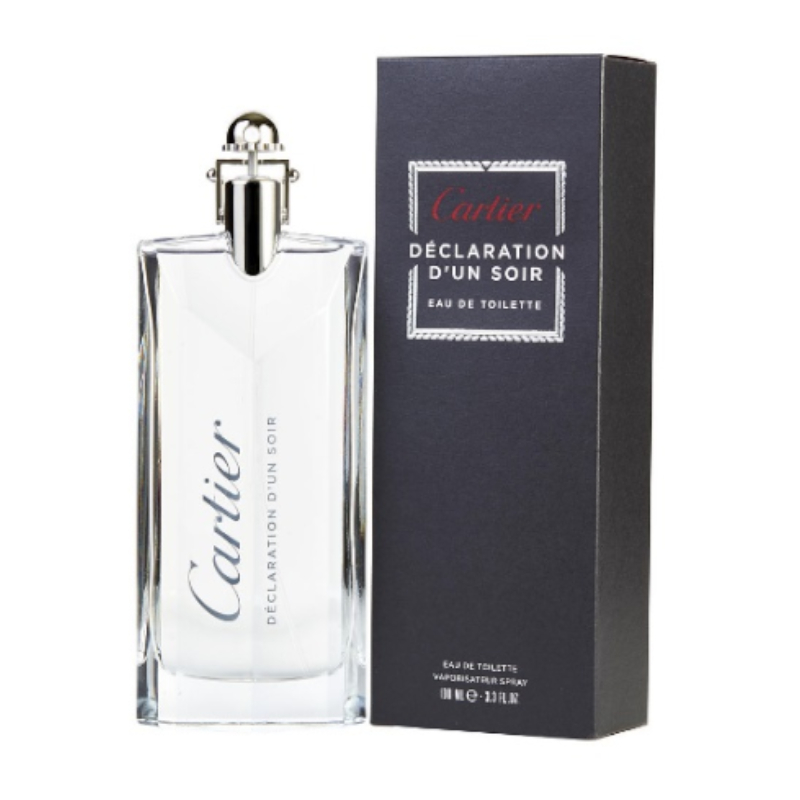 Cartier
DÉCLARATION D'UN SOIR
Cartier
DÉCLARATION
D'UN SOIR
EAU DE TOILETTE
EAU DE TOILETTE
VAPORISATEUR SPRAY
100 ML ℮ - 3.3 FL.OZ